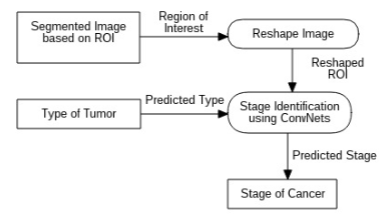 Segmented Image
based on ROI
Region of
Interest
Reshape Image
Reshaped
ROI
Type of Tumor
Predicted Type
Stage Identification
using ConvNets
Predicted Stage
Stage of Cancer